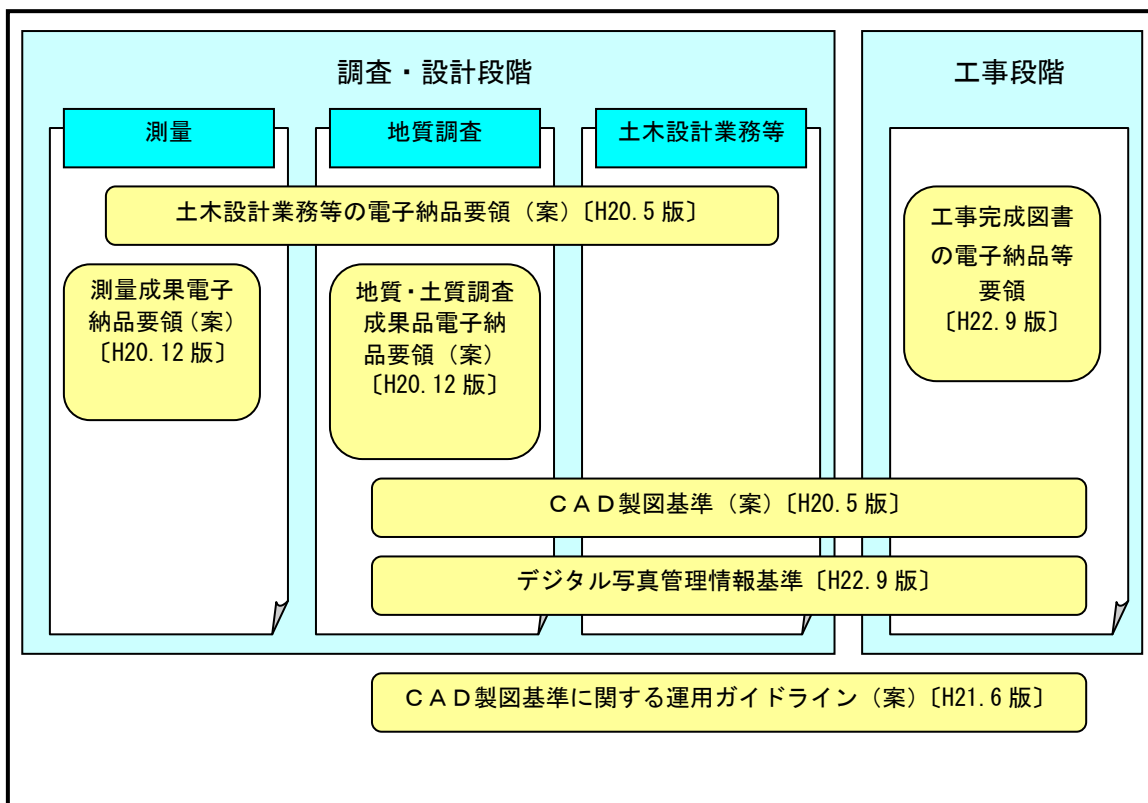 調査・設計段階
工事段階
測量
地質調査
土木設計業務等
土木設計業務等の電子納品要領（案）〔H20.5 版〕
工事完成図書
の電子納品等
要領
〔H22.9 版〕
測量成果電子
納品要領（案）
〔H20.12 版〕
地質・土質調査
成果品電子納
品要領（案）
〔H20.12 版〕
ＣＡＤ製図基準（案）〔H20.5 版〕
デジタル写真管理情報基準〔H22.9 版〕
ＣＡＤ製図基準に関する運用ガイドライン（案）〔H21.6 版〕